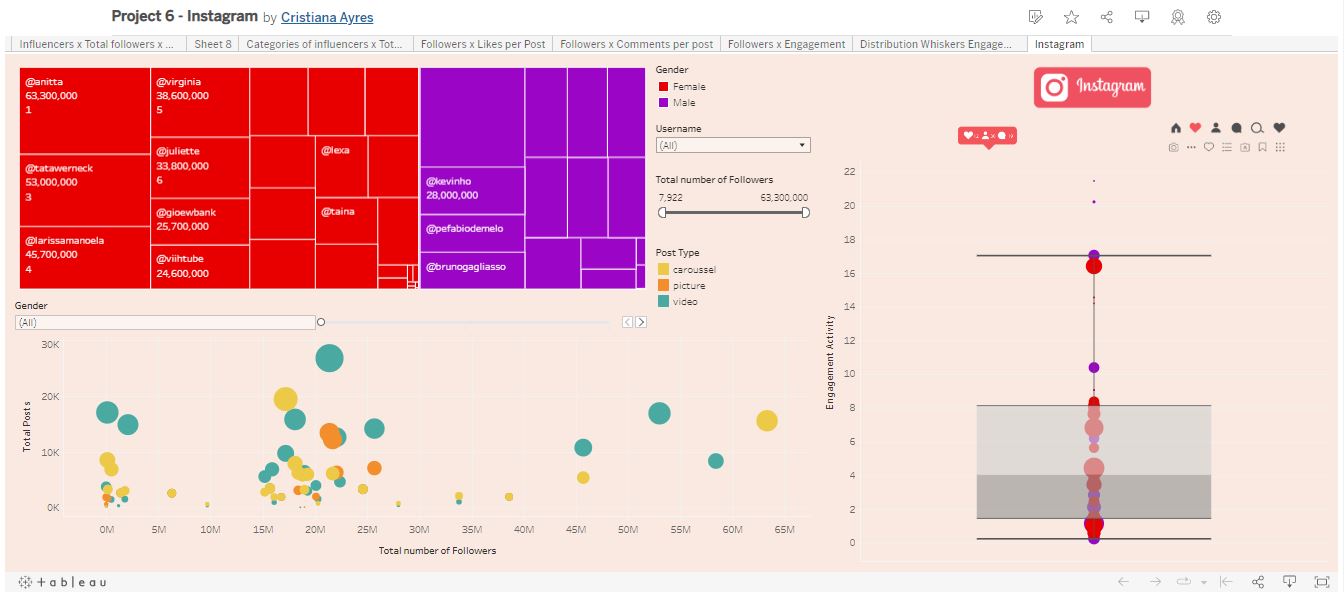 Project 6 - Instagram by Cristiana Ayres
Influencers x Total followers x ...
Sheet 8
Categories of influencers x Tot...
Followers x Likes per Post
Followers x Comments per post
Followers x Engagement
Distribution Whiskers Engage...
Instagram
@anitta
63,300,000
1
@tatawerneck
53,000,000
3
@larissamanoela
45,700,000
4
@virginia
38,600,000
5
@juliette
33,800,000
6
@gioewbank
25,700,000
@viihtube
24,600,000
@lexa
@taina
@kevinho
28,000,000
@pefabiodemelo
@brunogagliasso
Gender
Female
Male
Username
(All)
Total number of Followers
7,922 63,300,000
Post Type
caroussel
picture
video
Instagram
Gender
(All)
30K
20K
10K
0K
Total Posts
0M 5M 10M 15M 20M 25M 30M 35M 40M 45M 50M 55M 60M 65M
Total number of Followers
22
20
18
16
14
12
10
8
6
4
2
0
Engagement Activity
+ a b l e a u